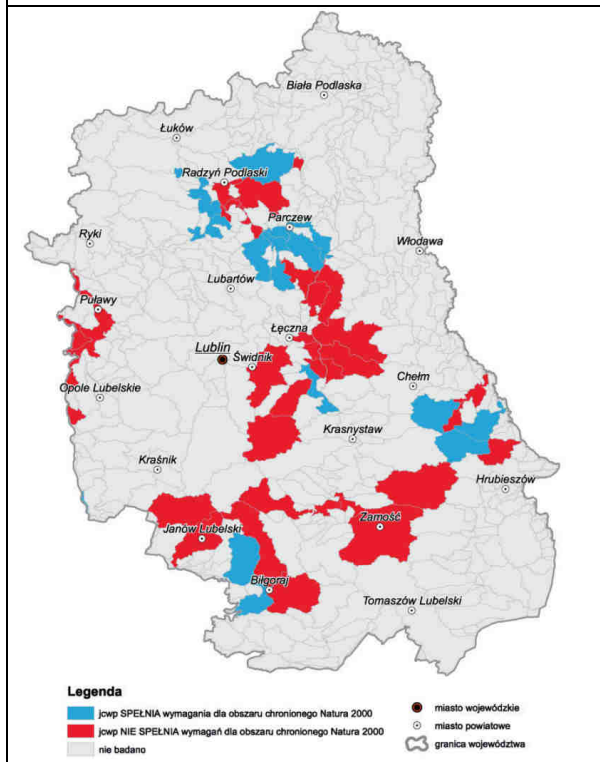 Biała Podlaska
Łuków
Radzyń Podlaski
Parczew
Ryki
Włodawa
Lubartów
Puławy
Łęczna
Lublin
Świdnik
Chełm
Opole Lubelskie
Krasnystaw
Kraśnik
Hrubieszów
Zamość
Janów Lubelski
Biłgoraj
Tomaszów Lubelski
Legenda
jcwp SPEŁNIA wymagania dla obszaru chronionego Natura 2000
jcwp NIE SPEŁNIA wymagań dla obszaru chronionego Natura 2000
nie badano
miasto wojewódzkie
miasto powiatowe
granica województwa